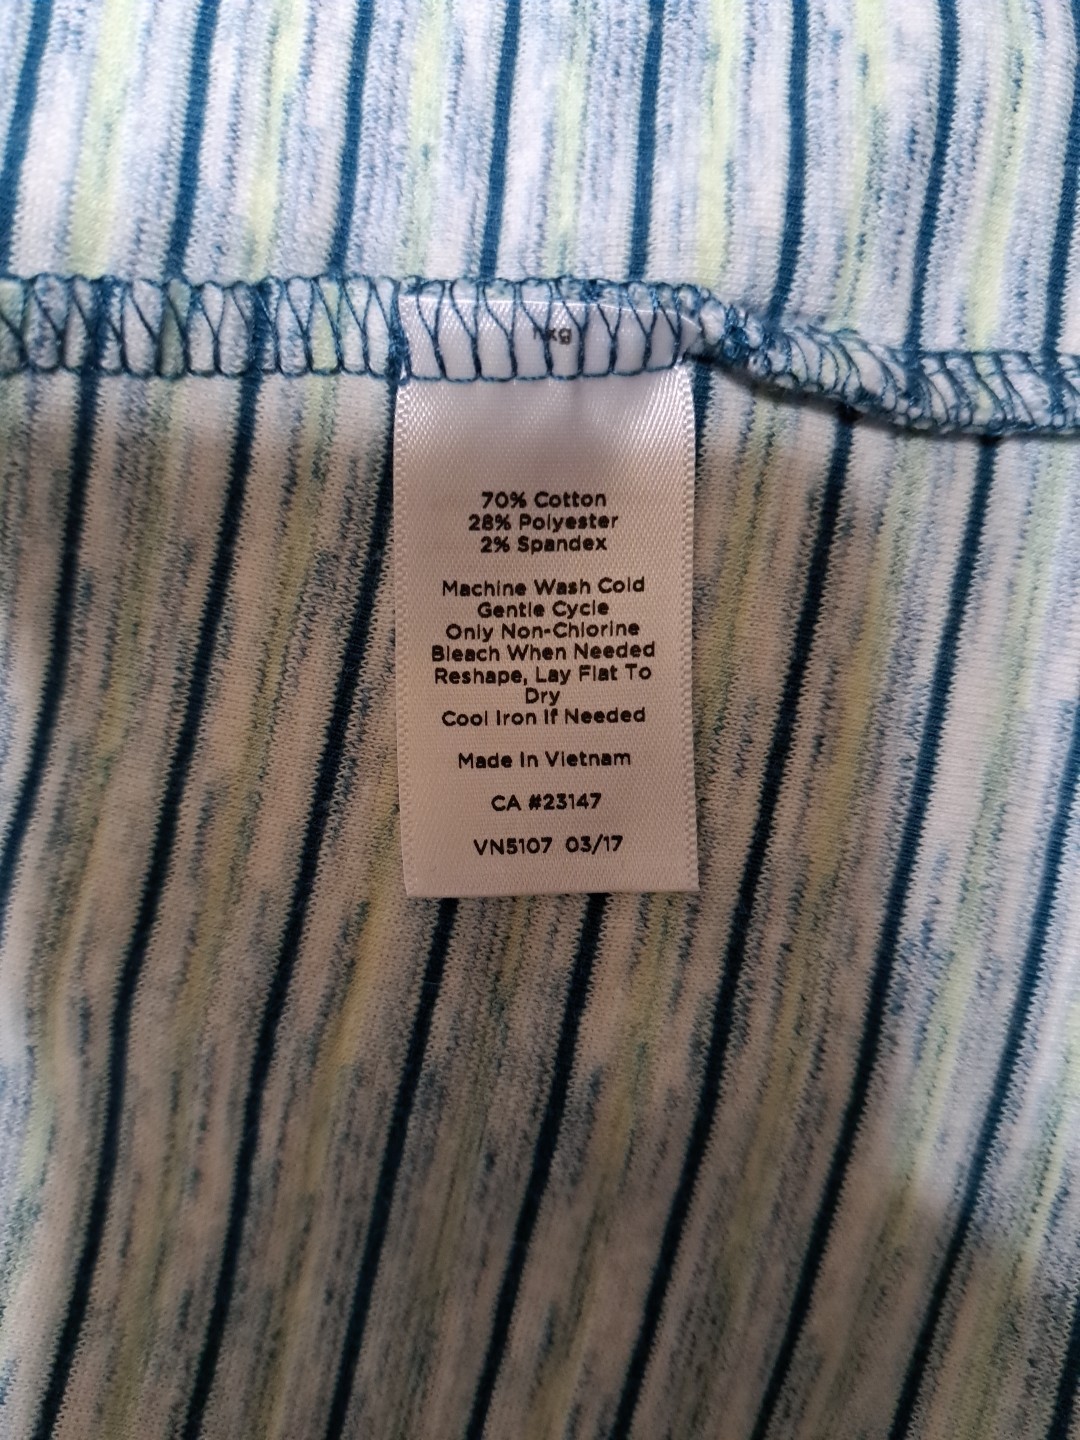 70% Cotton
28% Polyester
2% Spandex
Machine Wash Cold
Gentle Cycle
Only Non-Chlorine
Bleach When Needed
Reshape, Lay Flat To
Dry
Cool Iron If Needed
Made In Vietnam
CA #23147
VN5107 03/17